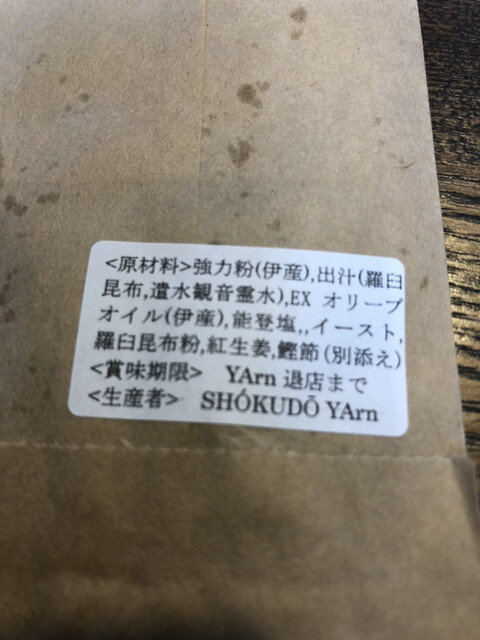 <原材料>強力粉(伊産),出汁(羅臼
昆布,遣水観音霊水),EX オリーブ
オイル(伊産),能登塩,,イースト,
羅臼昆布粉,紅生姜,鰹節(別添え)
<賞味期限> YArn 退店まで
<生産者> SHÓKUDŌ YArn